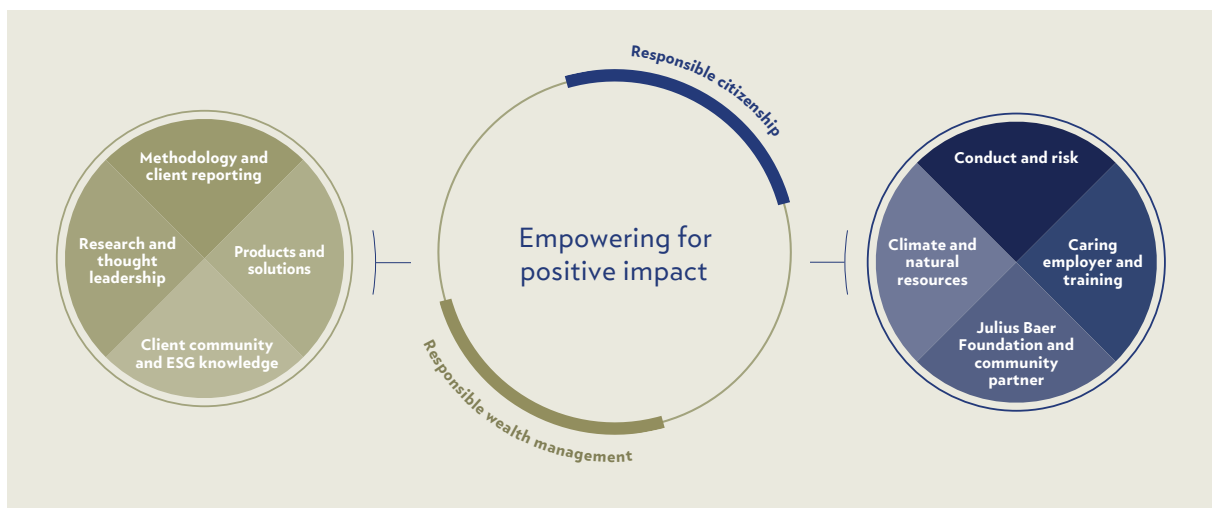 Responsible citizenship
Methodology and
client reporting
Research and
thought
leadership
Products and
solutions
Client community
and ESG knowledge
Empowering for
positive impact
Responsible wealth management
Conduct and risk
Climate and
natural
resources
Caring
employer and
training
Julius Baer
Foundation and
community
partner